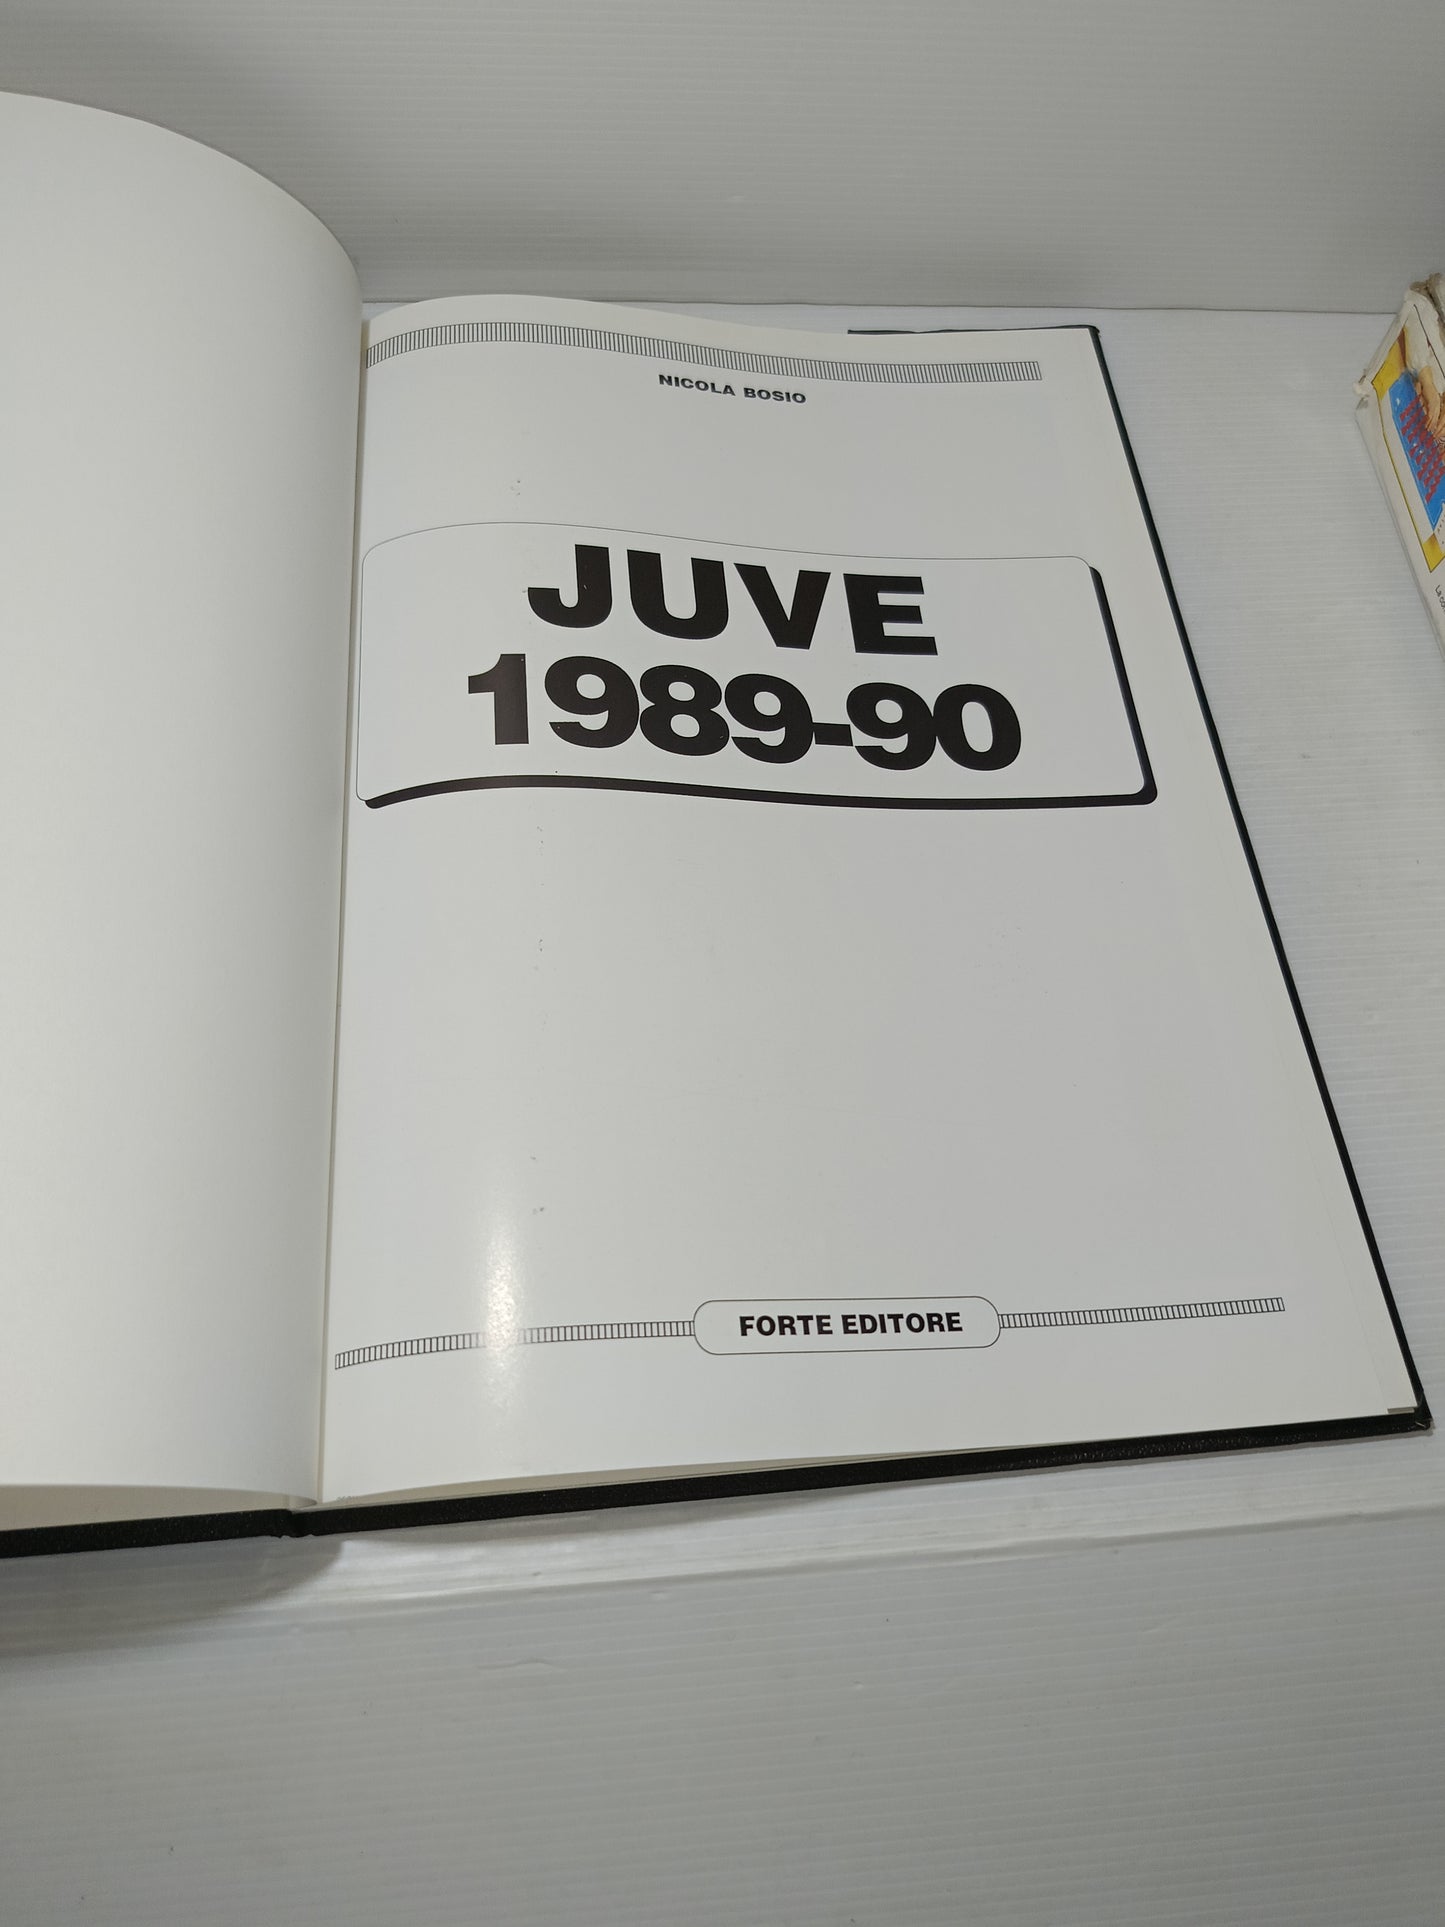 NICOLA BOSIO
JUVE
1989-90
FORTE EDITORE